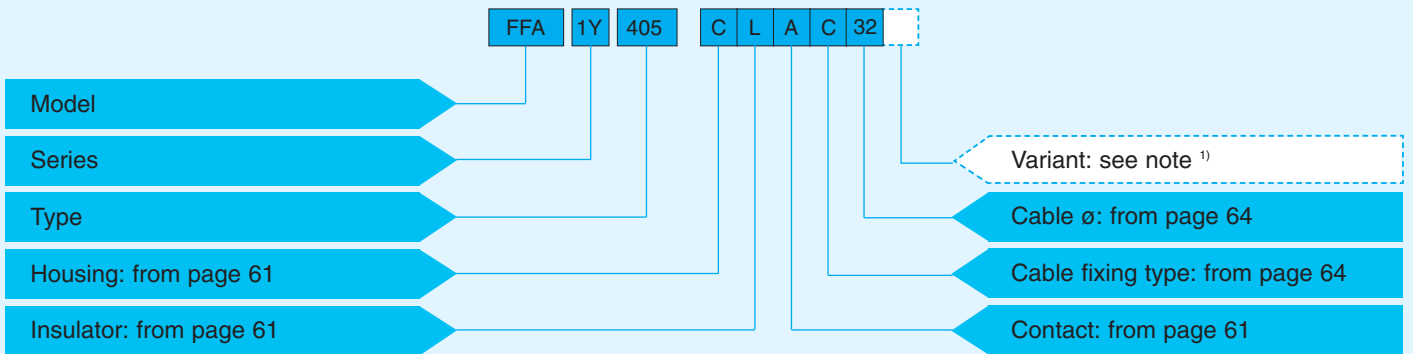 FFA 1Y 405 C L A C 32
Model
Series
Type
Housing: from page 61
Insulator: from page 61
Variant: see note ¹⁾
Cable ø: from page 64
Cable fixing type: from page 64
Contact: from page 61